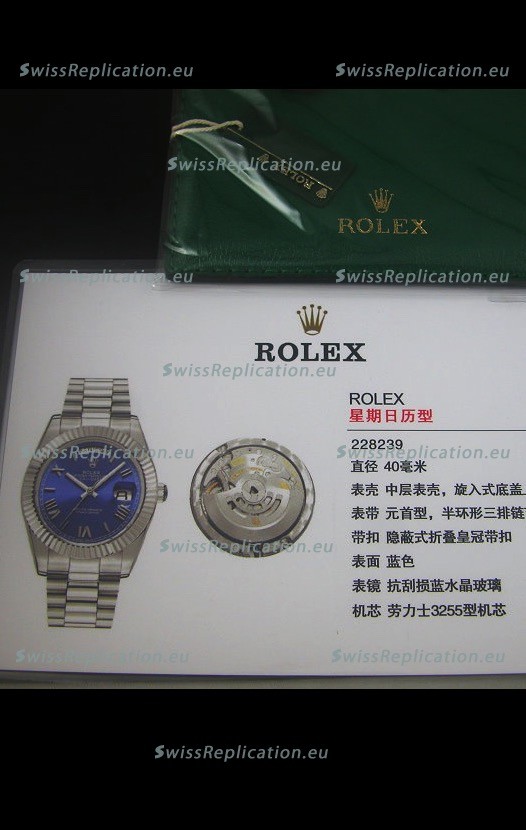 SwissReplication.eu SwissReplication.eu
SwissReplication.eu
ROLEX
ROLEX
SwissReplication.eu SwissReplication.eu
ROLEX
SwissReplication.eu
ROLEX
星期日历型
228239
SwissReplication.eu SwissReplication.eu
直径 40毫米
表壳 中层表壳，旋入式底盖
表带 元首型，半环形三排链
带扣 隐蔽式折叠皇冠带扣
SwissReplication.eu
表面 蓝色
表镜 抗刮损蓝水晶玻璃
机芯 劳力士3255型机芯
SwissReplication.eu SwissReplication.eu
SwissReplication.eu